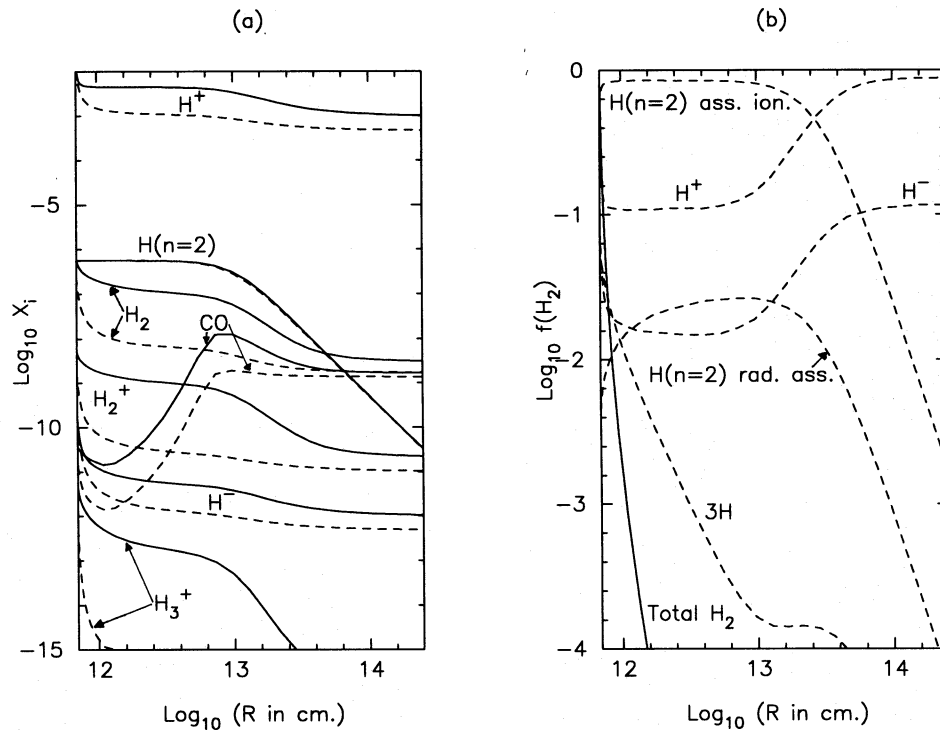 (a)
(b)
H⁺
H(n=2)
H₂
CO
H₂⁺
H⁻
H₃⁺
−5
−10
−15
12
13
14
Log₁₀ Xᵢ
Log₁₀ (R in cm.)
0
H(n=2) ass. ion.
H⁺
H⁻
−1
−2
H(n=2) rad. ass.
3H
−3
Total H₂
−4
12
13
14
Log₁₀ f(H₂)
Log₁₀ (R in cm.)